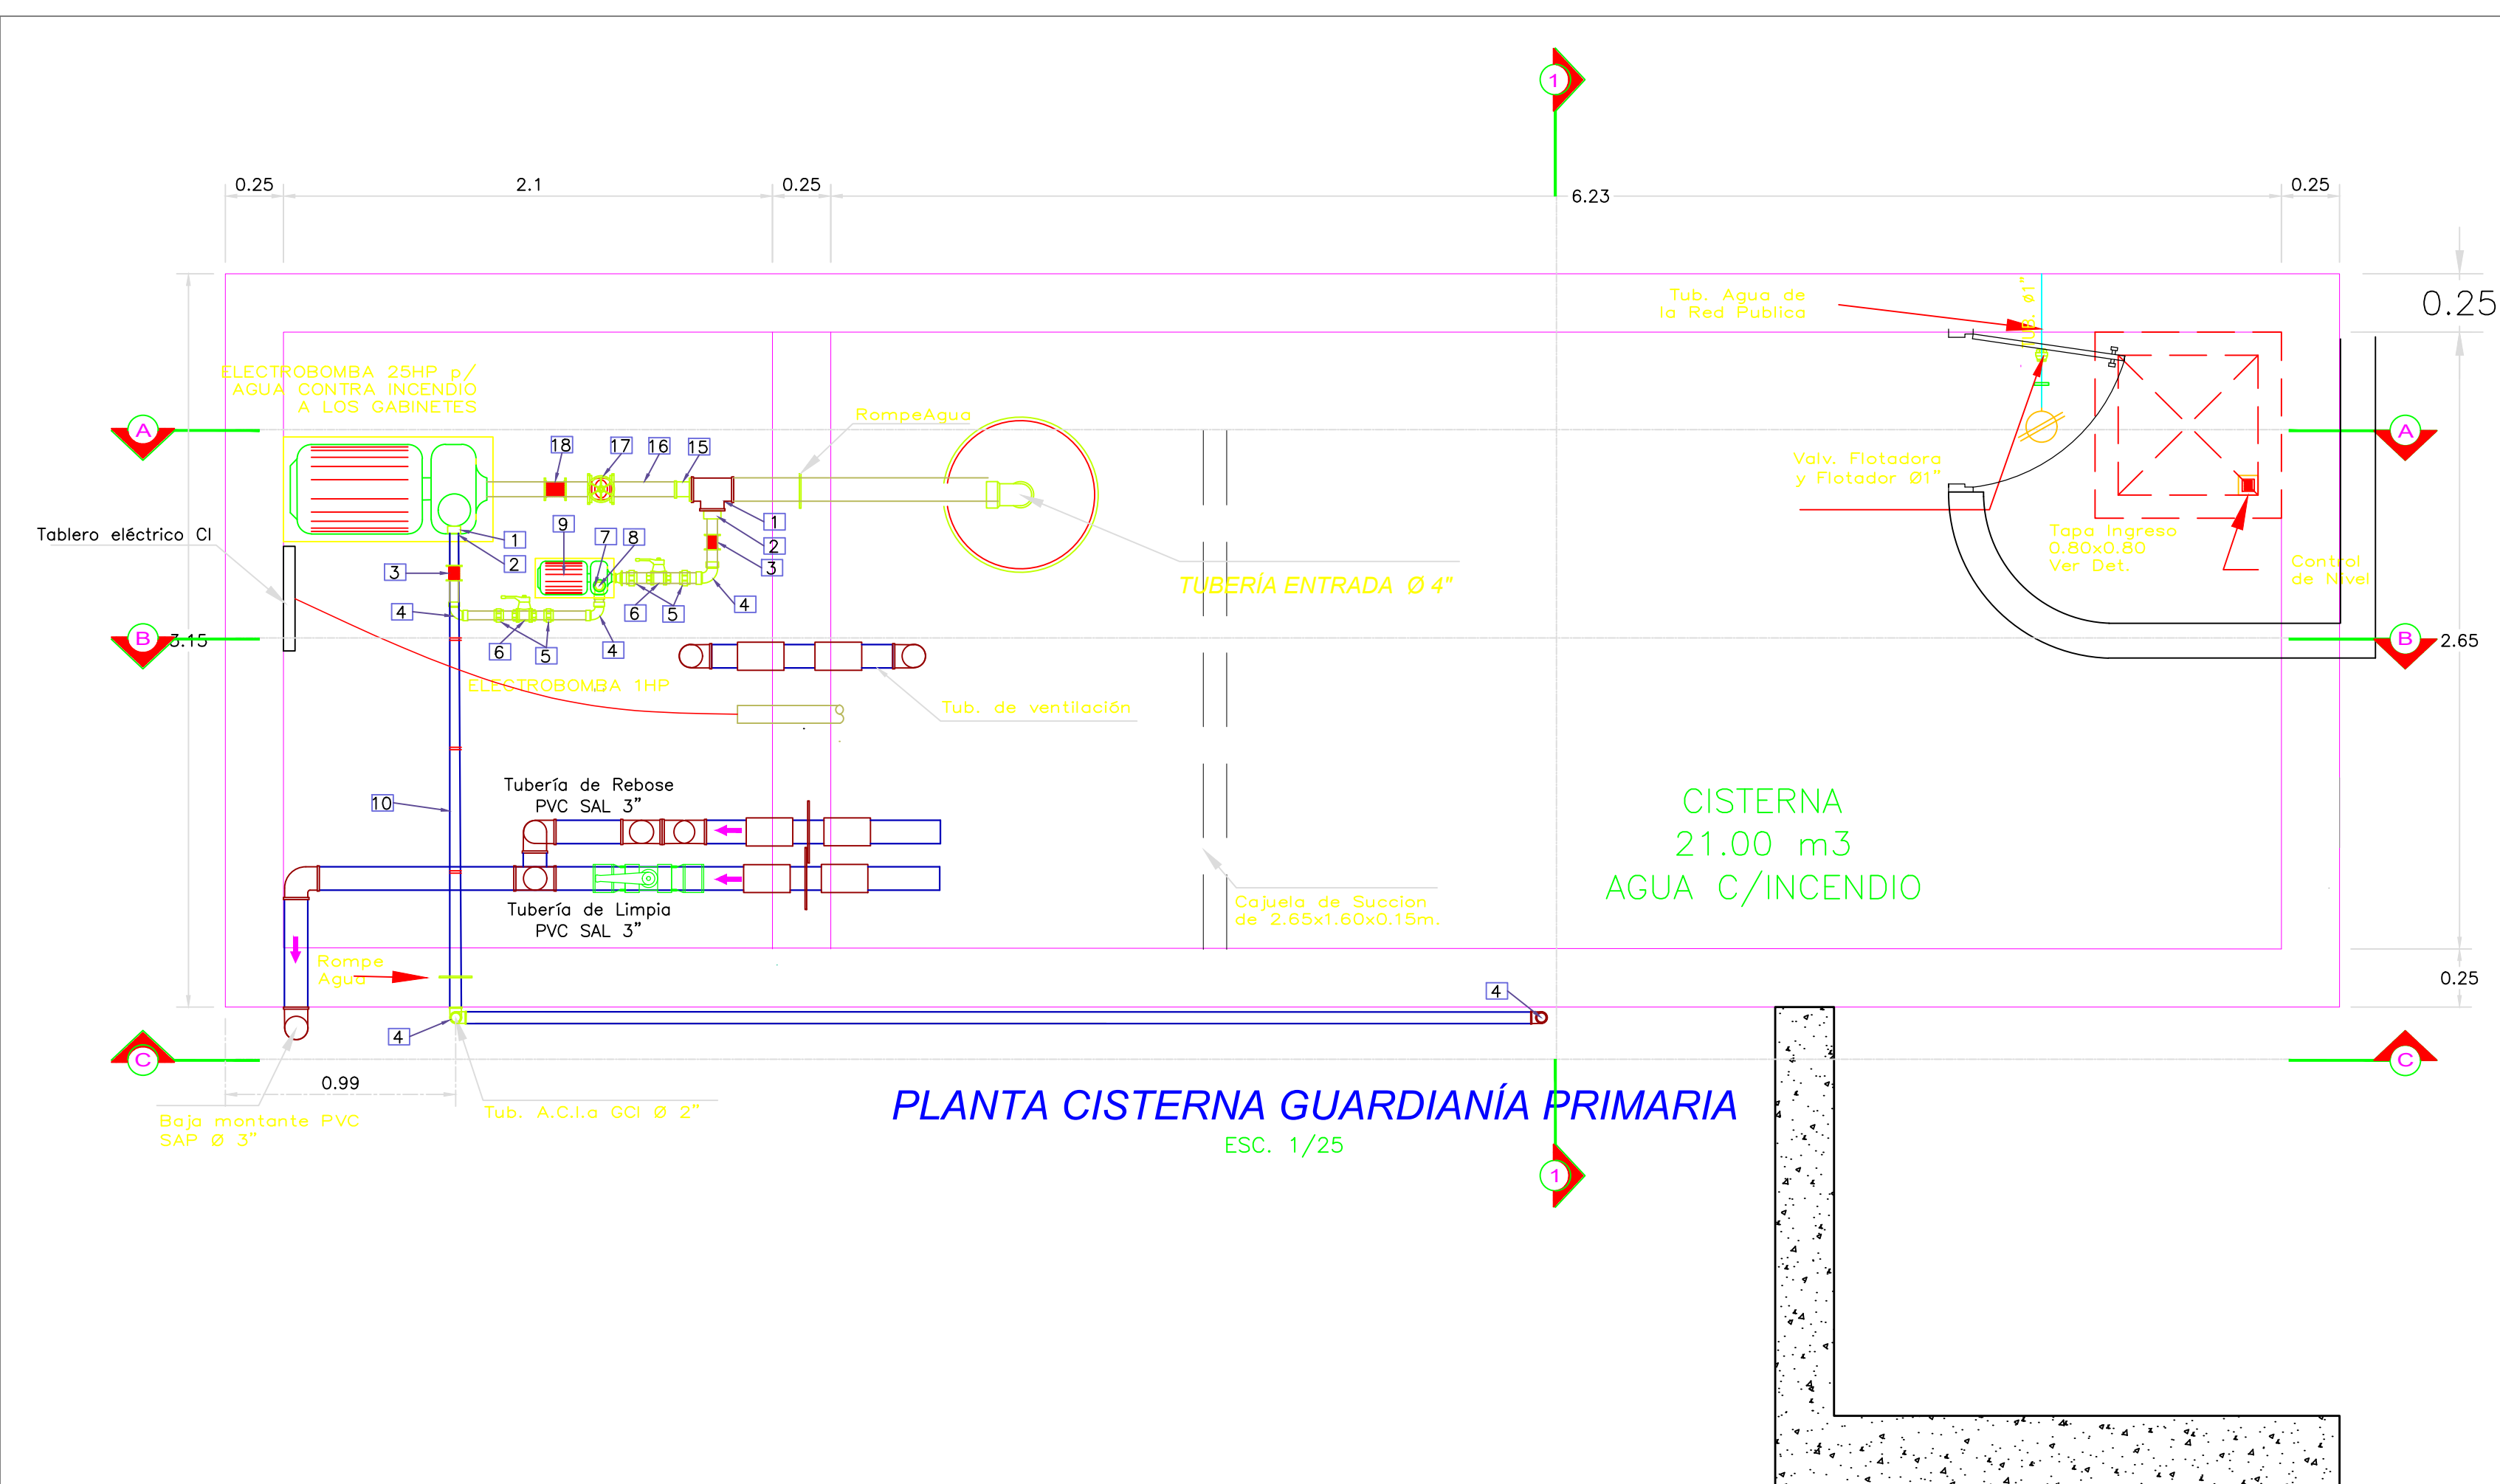 1
0.25
2.1
0.25
6.23
0.25
0.25
Tub. Agua de
la Red Publica
TUB. ø1"
ELECTROBOMBA 25HP p/
AGUA CONTRA INCENDIO
A LOS GABINETES
RompeAgua
A
A
18
17
16
15
Valv. Flotadora
y Flotador Ø1"
Tablero eléctrico CI
1
2
3
4
9
7
8
1
2
3
4
6
5
6
5
4
Tapa Ingreso
0.80x0.80
Ver Det.
Control
de Nivel
TUBERÍA ENTRADA Ø 4"
B
3.15
B
2.65
ELECTROBOMBA 1HP
Tub. de ventilación
10
Tubería de Rebose
PVC SAL 3"
CISTERNA
21.00 m3
AGUA C/INCENDIO
Tubería de Limpia
PVC SAL 3"
Cajuela de Succion
de 2.65x1.60x0.15m.
Rompe
Agua
0.25
4
4
C
C
0.99
Baja montante PVC
SAP Ø 3"
Tub. A.C.I.a GCI Ø 2"
PLANTA CISTERNA GUARDIANÍA PRIMARIA
ESC. 1/25
1